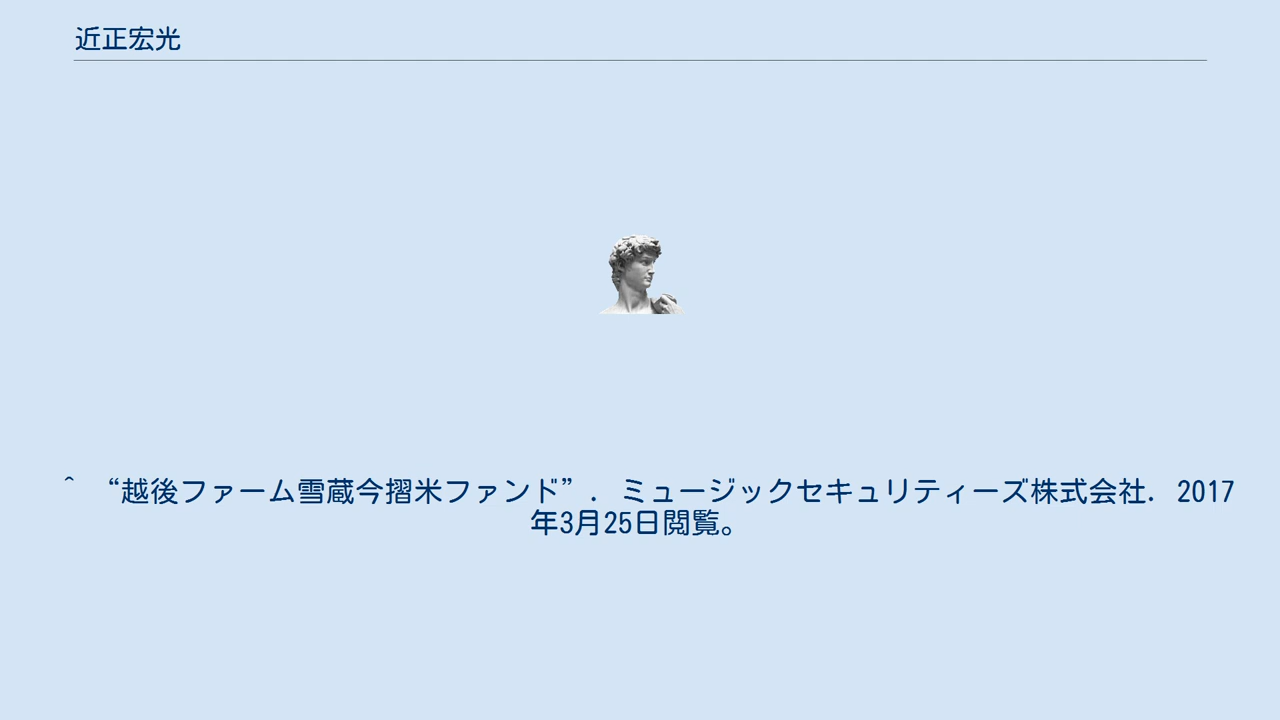 近正宏光
^ “越後ファーム雪蔵今摺米ファンド”. ミュージックセキュリティーズ株式会社. 2017
年3月25日閲覧。